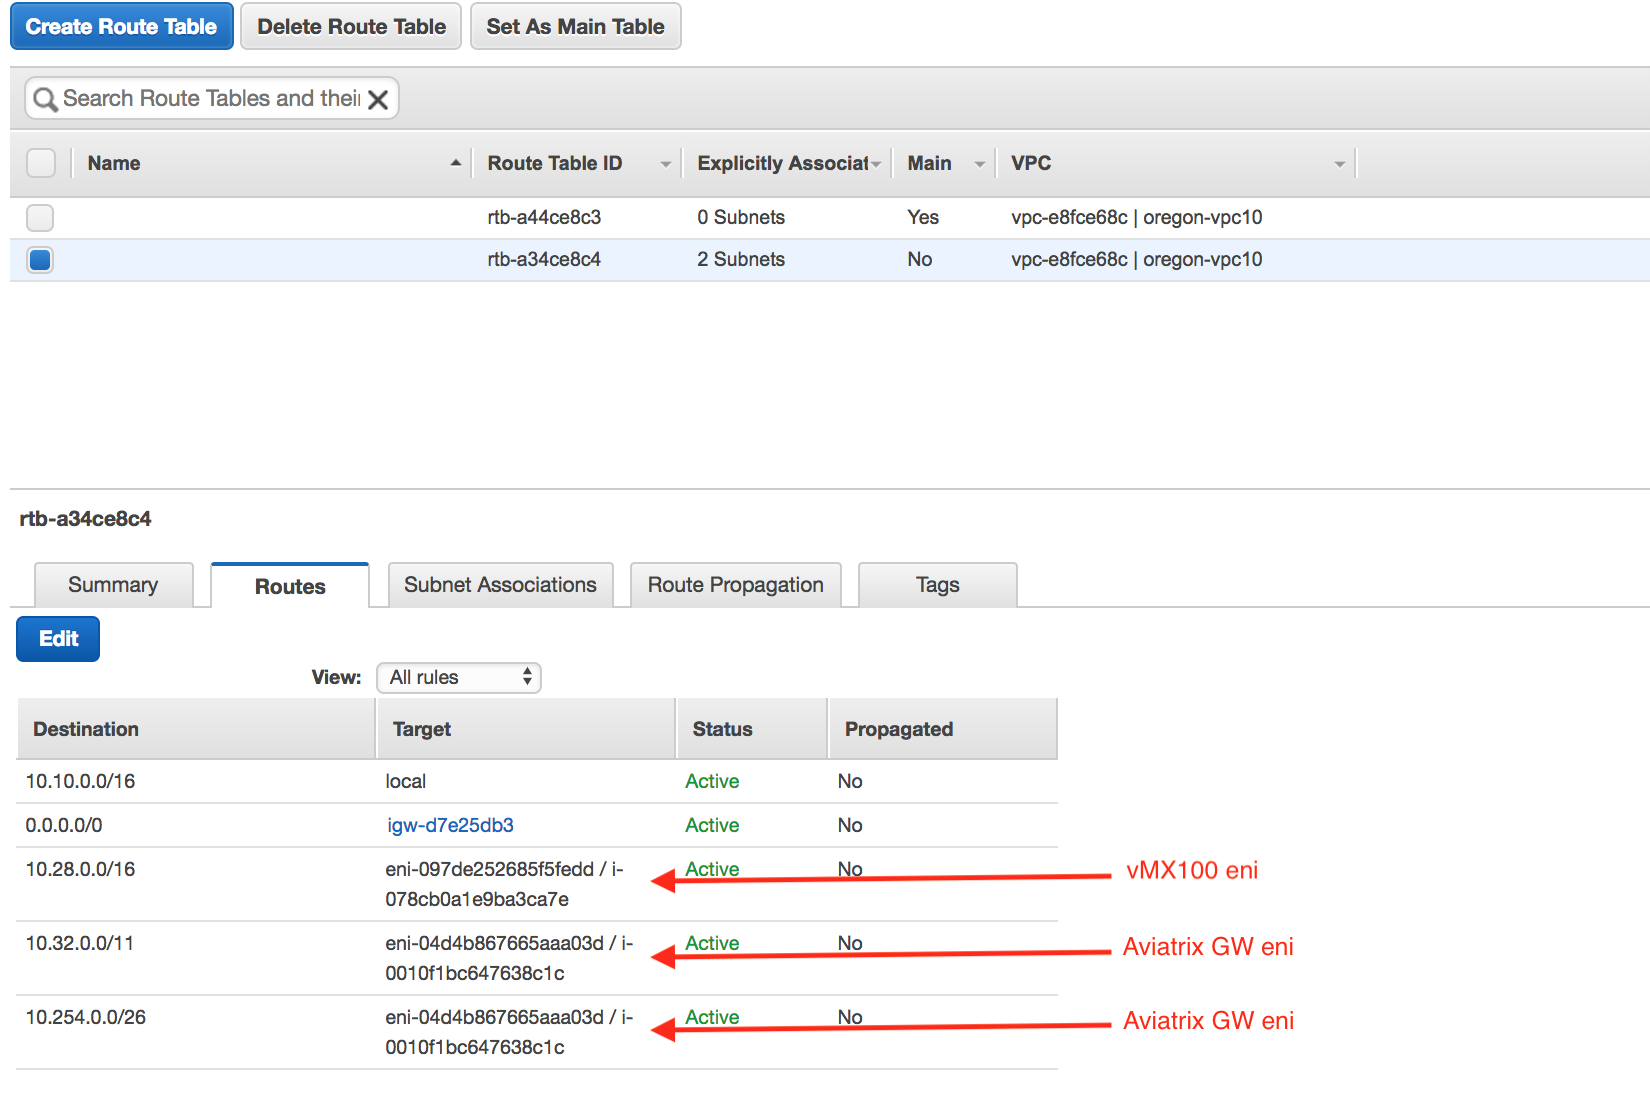 Create Route Table Delete Route Table Set As Main Table
Search Route Tables and thei
Name Route Table ID Explicitly Associat Main VPC
rtb-a44ce8c3 0 Subnets Yes vpc-e8fce68c | oregon-vpc10
rtb-a34ce8c4 2 Subnets No vpc-e8fce68c | oregon-vpc10
rtb-a34ce8c4
Summary Routes Subnet Associations Route Propagation Tags
Edit
View: All rules
Destination Target Status Propagated
10.10.0.0/16 local Active No
0.0.0.0/0 igw-d7e25db3 Active No
10.28.0.0/16 eni-097de252685f5fedd / i- Active No vMX100 eni
078cb0a1e9ba3ca7e
10.32.0.0/11 eni-04d4b867665aaa03d / i- Active No Aviatrix GW eni
0010f1bc647638c1c
10.254.0.0/26 eni-04d4b867665aaa03d / i- Active No Aviatrix GW eni
0010f1bc647638c1c